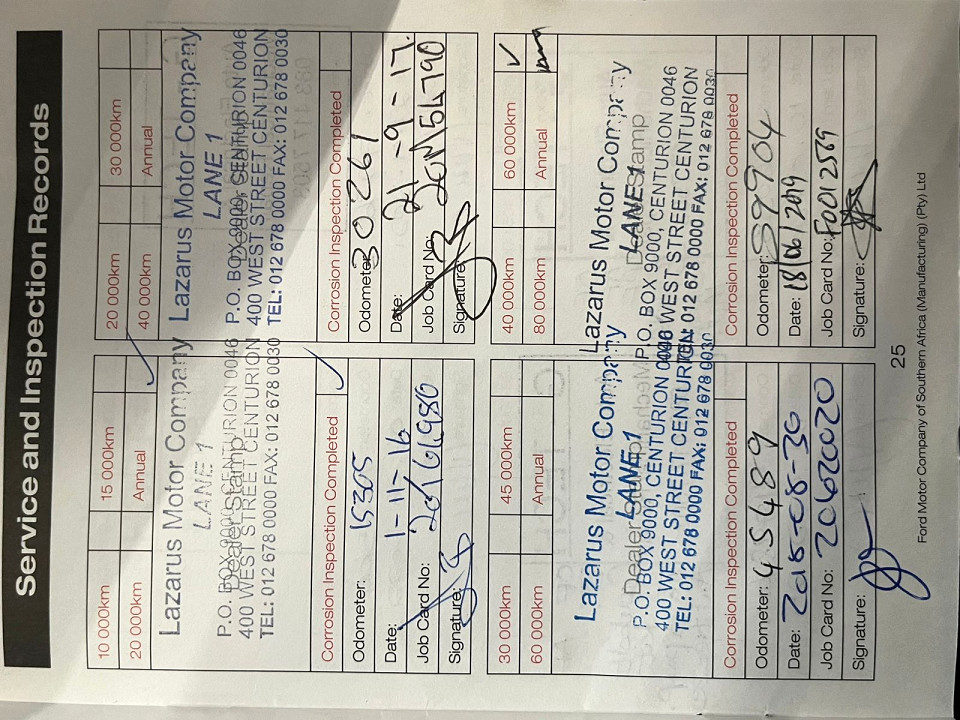 Service and Inspection Records
10 000km 15 000km
20 000km Annual ✓
Lazarus Motor Company
LANE 1
Dealer Stamp
P.O. BOX 9000, CENTURION 0046
400 WEST STREET CENTURION
TEL: 012 678 0000 FAX: 012 678 0030
Corrosion Inspection Completed ✓
Odometer: 15305
Date: 1-11-16
Job Card No: 20166980
Signature:
20 000km 30 000km
40 000km Annual
Lazarus Motor Company
LANE 1
Dealer Stamp
P.O. BOX 9000, CENTURION 0046
400 WEST STREET CENTURION
TEL: 012 678 0000 FAX: 012 678 0030
Corrosion Inspection Completed
Odometer: 30261
Date: 21-9-17.
Job Card No:
Signature:
30 000km 45 000km
60 000km Annual
Lazarus Motor Company
LANE 1
Dealer Stamp
P.O. BOX 9000, CENTURION 0046
400 WEST STREET CENTURION
TEL: 012 678 0000 FAX: 012 678 0030
Corrosion Inspection Completed
Odometer: 45489
Date: 2018-08-30
Job Card No: 20620020
Signature:
40 000km 60 000km ✓
80 000km Annual
Lazarus Motor Company
LANE 1
Dealer Stamp
P.O. BOX 9000, CENTURION 0046
400 WEST STREET CENTURION
TEL: 012 678 0000 FAX: 012 678 0030
Corrosion Inspection Completed
Odometer: 59904
Date: 18/06/2019
Job Card No: F0012569
Signature:
25
Ford Motor Company of Southern Africa (Manufacturing) (Pty) Ltd